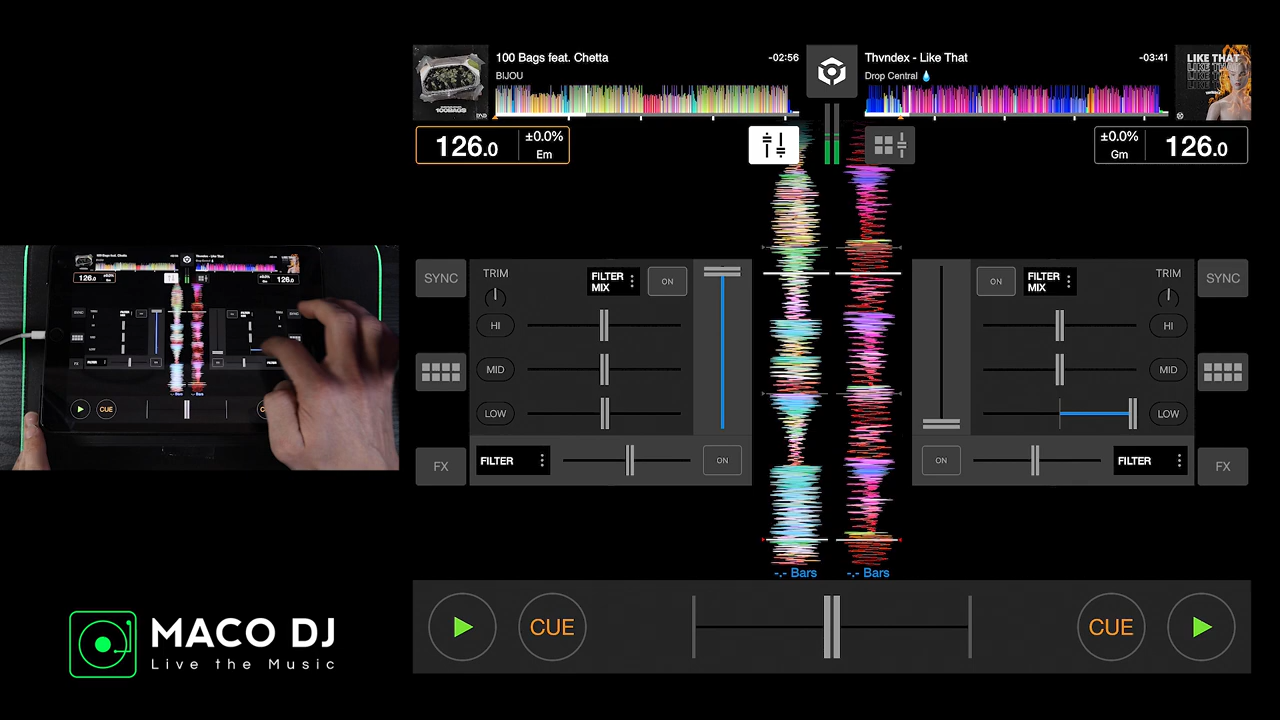 100 Bags feat. Chetta
-02:56
BIJOU
Thvndex - Like That
-03:41
Drop Central 💧
LIKE THAT
100BAGS
126.0
±0.0%
Em
±0.0%
Gm
126.0
SYNC
TRIM
FILTER MIX
ON
HI
MID
LOW
FILTER
ON
FX
ON
FILTER MIX
TRIM
SYNC
HI
MID
LOW
ON
FILTER
FX
-.- Bars
-.- Bars
CUE
CUE
CUE
MACO DJ
Live the Music